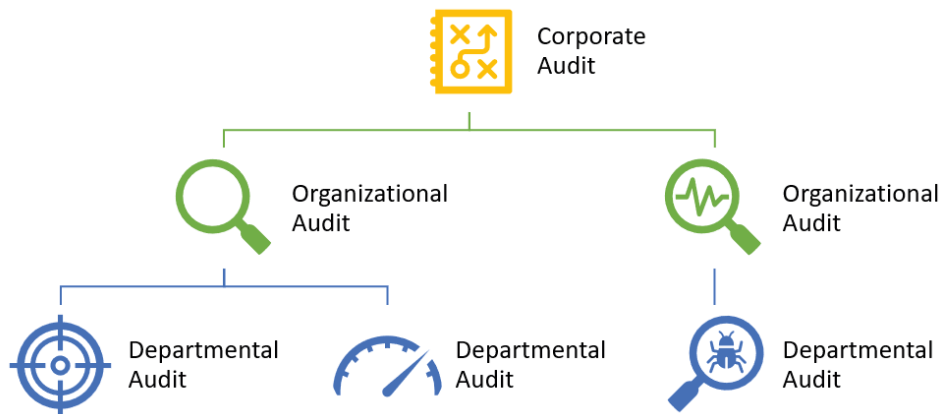 Corporate
Audit
Organizational
Audit
Organizational
Audit
Departmental
Audit
Departmental
Audit
Departmental
Audit